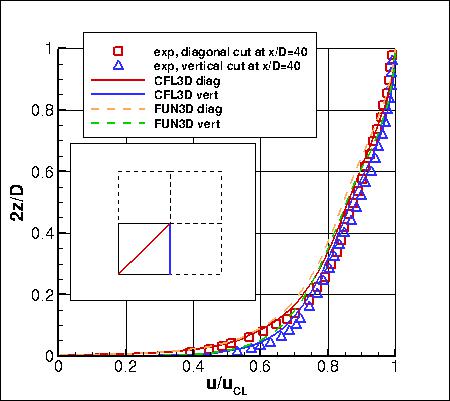 exp, diagonal cut at x/D=40
exp, vertical cut at x/D=40
CFL3D diag
CFL3D vert
FUN3D diag
FUN3D vert
1
0.8
0.6
0.4
0.2
0
2z/D
0 0.2 0.4 0.6 0.8 1
u/uCL